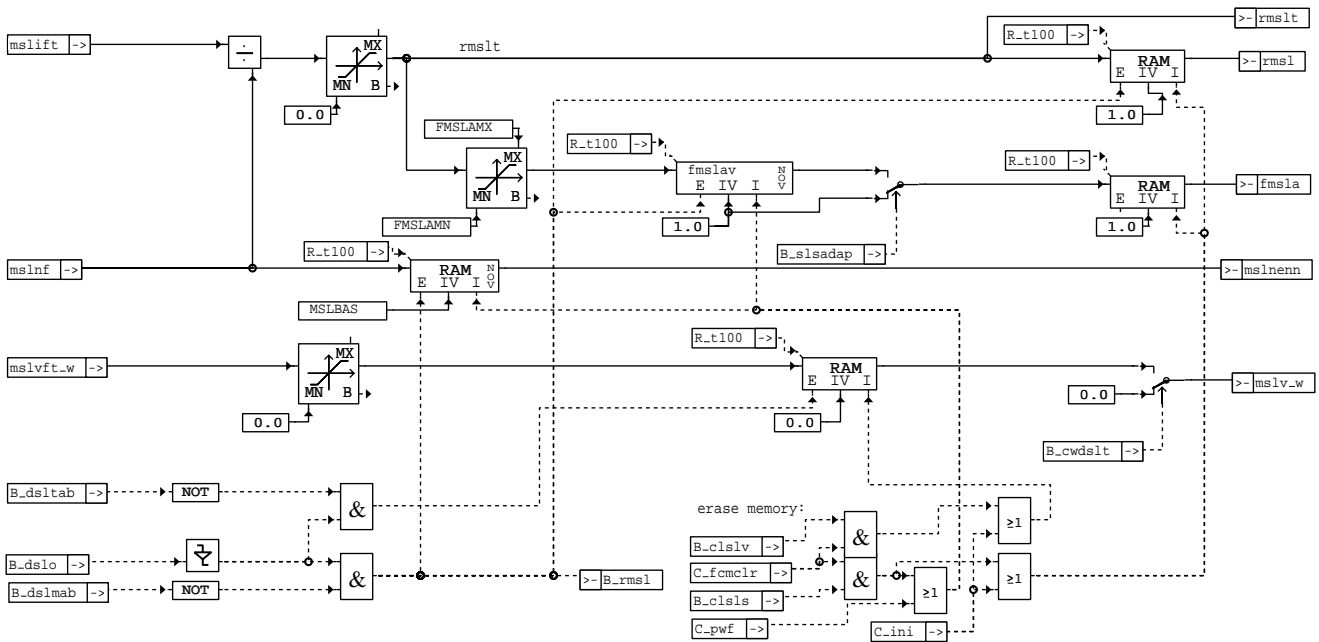 mslift ->
÷
MX
MN B
0.0
rmslt
>- rmslt
R_t100 ->
RAM
E IV I
1.0
>- rmsl
FMSLAMX
MX
MN B
FMSLAMN
R_t100 ->
fmslav
E IV I
NOV
1.0
B_slsadap ->
R_t100 ->
RAM
E IV I
1.0
>- fmsla
mslnf ->
R_t100 ->
RAM
E IV I
NOV
MSLBAS
>- mslnenn
mslvft_w ->
MX
MN B
0.0
R_t100 ->
RAM
E IV I
0.0
0.0
>- mslv_w
B_cwdslt ->
B_dsltab ->
NOT
&
B_dslo ->
B_dslmab ->
NOT
&
>- B_rmsl
erase memory:
B_clslv ->
&
≥1
C_fcmclr ->
&
≥1
≥1
B_clsls ->
C_pwf ->
C_ini ->